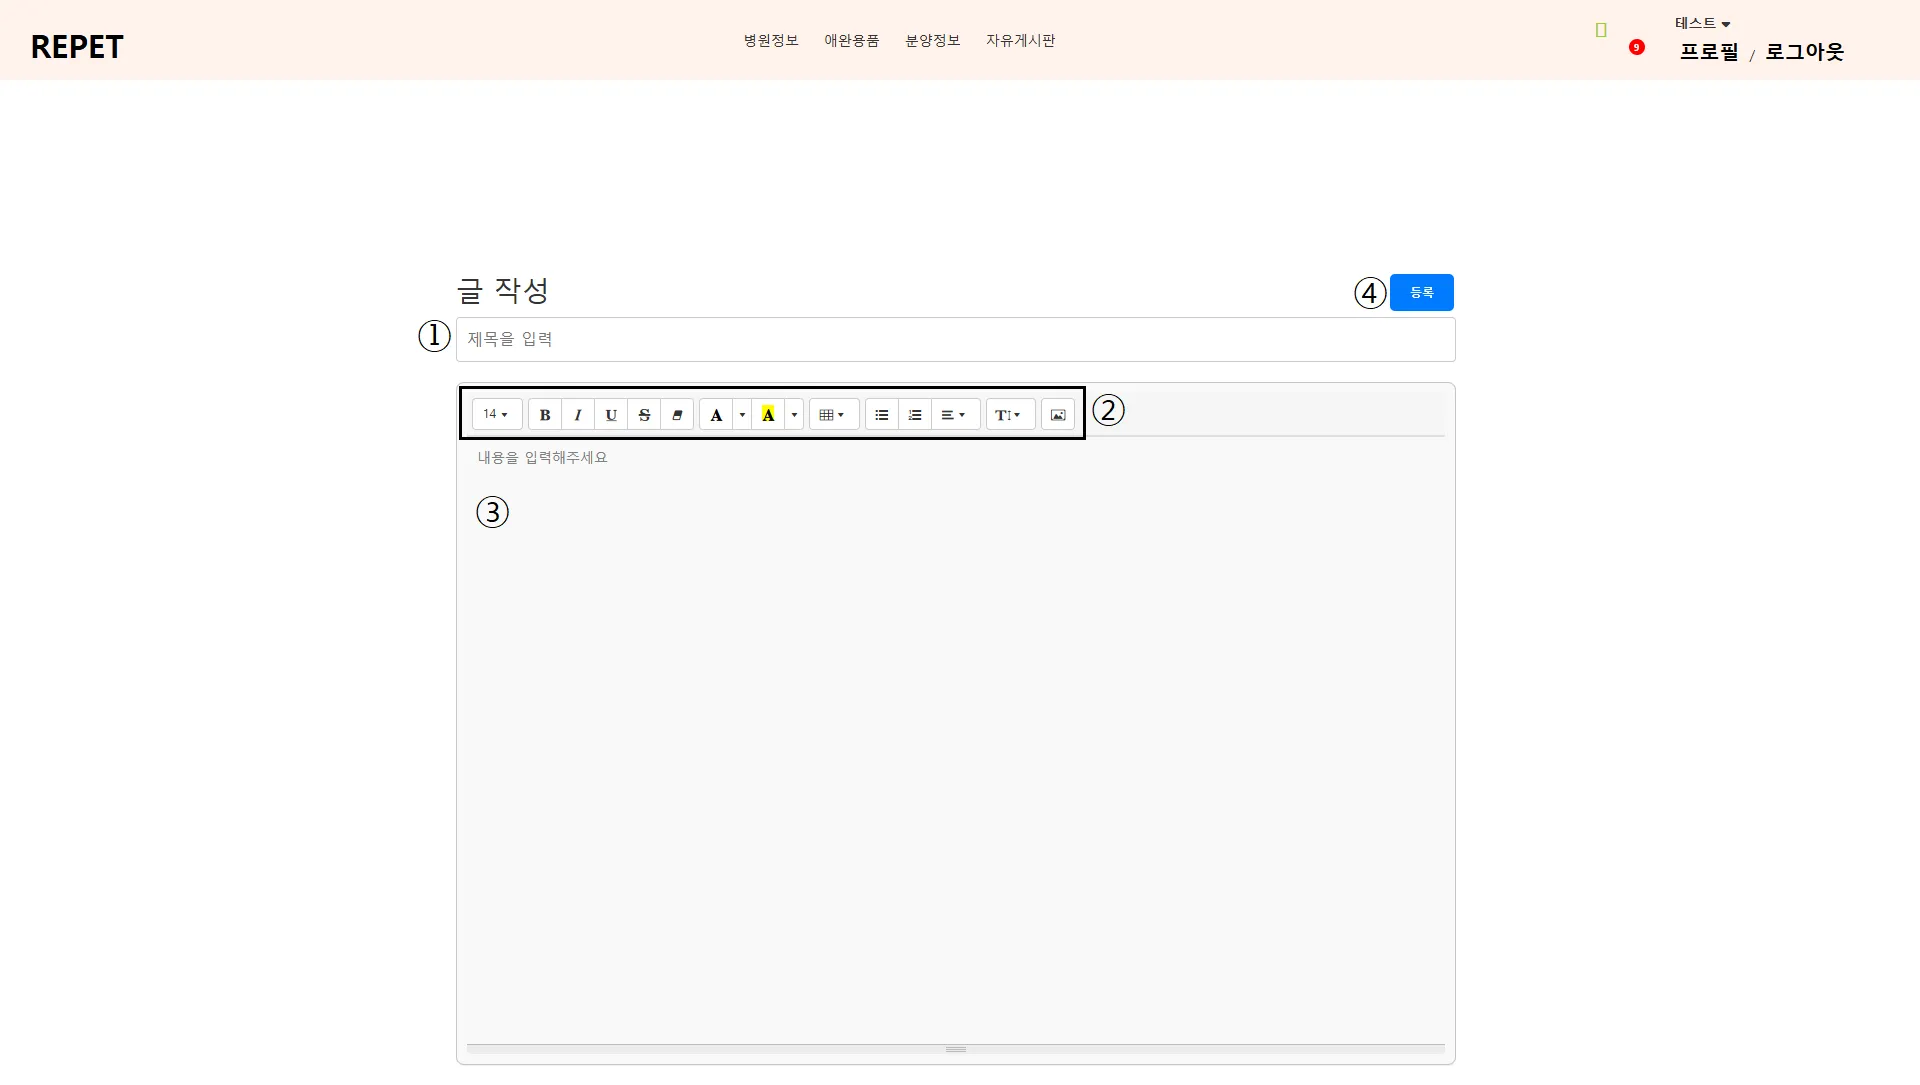 REPET
병원정보 애완용품 분양정보 자유게시판
9
테스트
프로필 / 로그아웃
글 작성
④ 등록
① 제목을 입력
14 B I U S A A T ②
내용을 입력해주세요
③